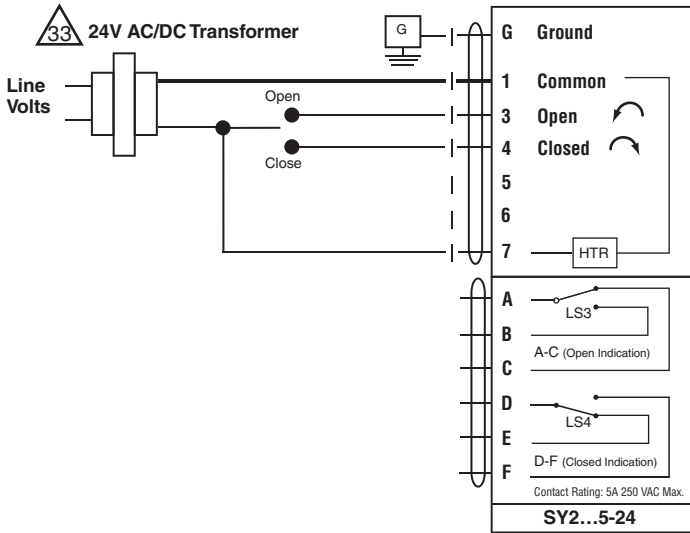 33 24V AC/DC Transformer
Line
Volts
Open
Close
G
G Ground
1 Common
3 Open
4 Closed
5
6
7 HTR
A
LS3
B
A-C (Open Indication)
C
D
LS4
E
D-F (Closed Indication)
F
Contact Rating: 5A 250 VAC Max.
SY2...5-24